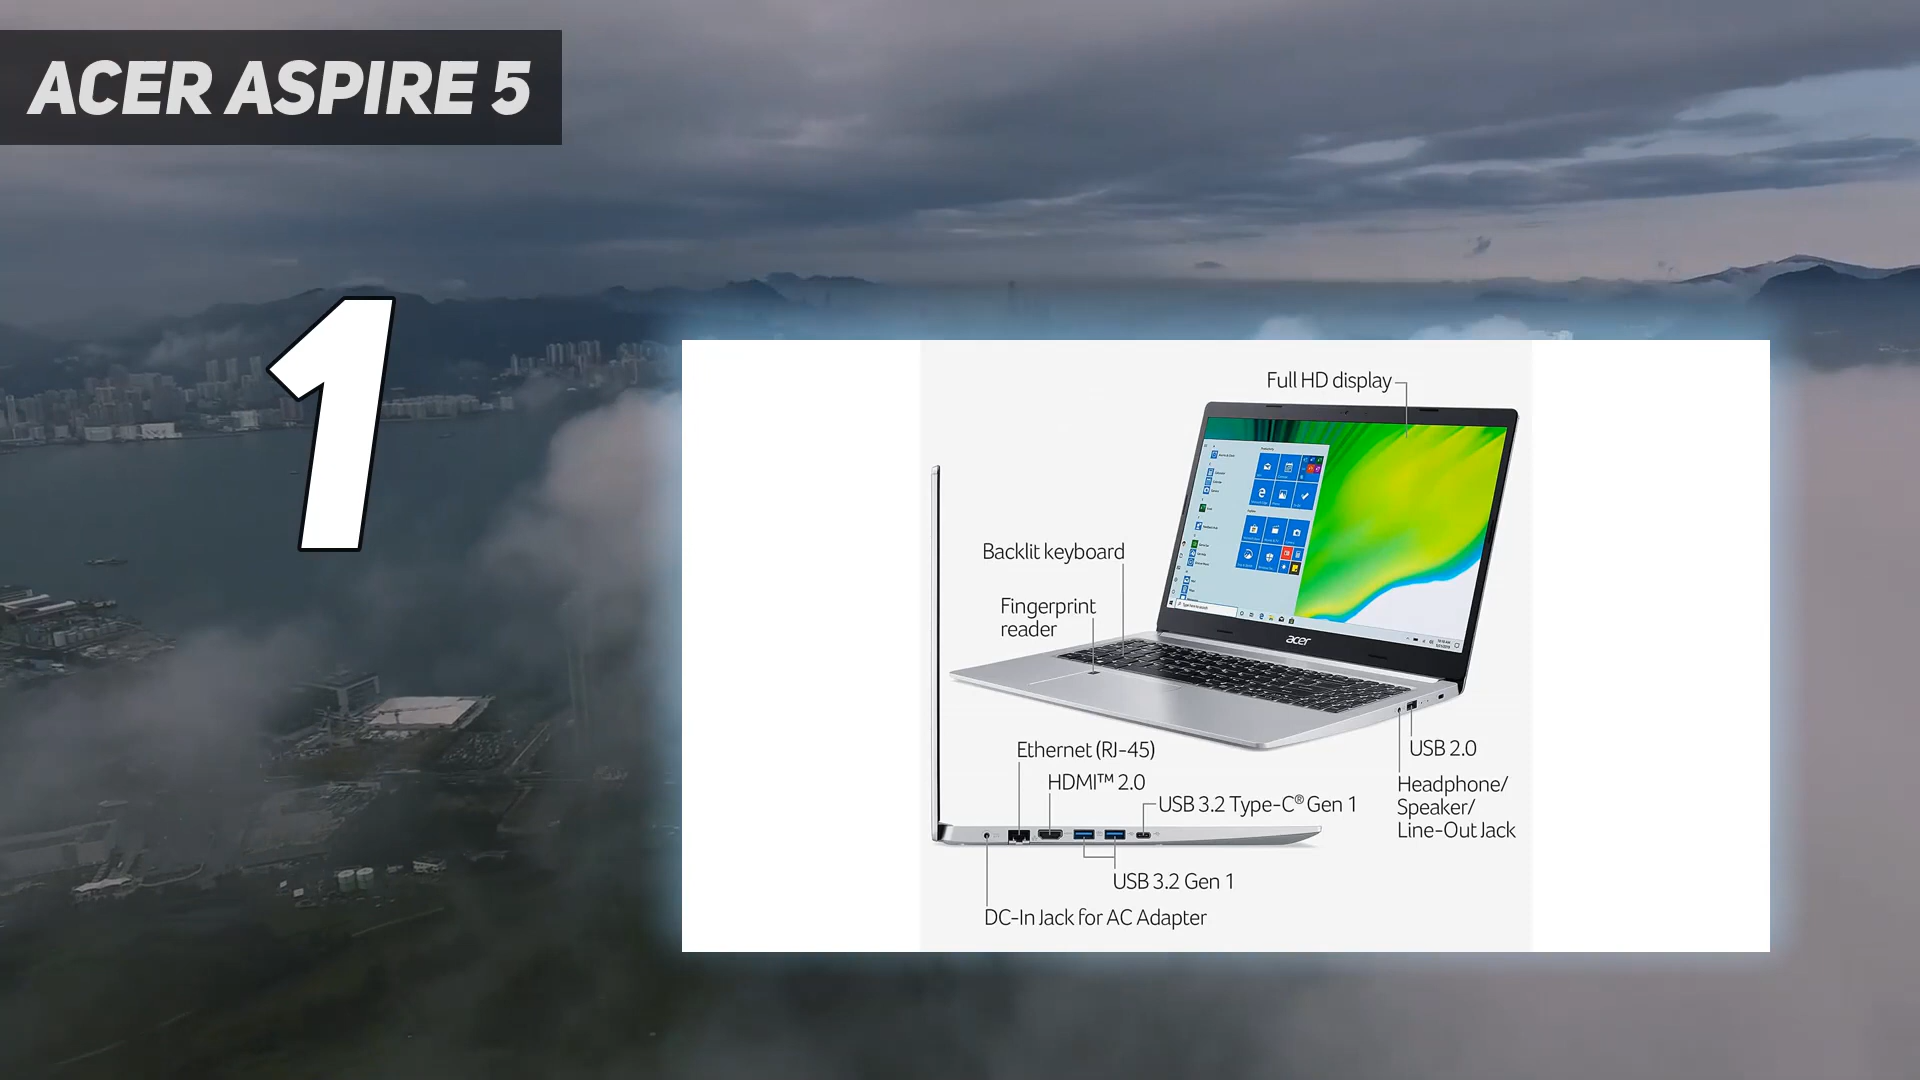 ACER ASPIRE 5
1
Full HD display
Backlit keyboard
Fingerprint
reader
acer
Ethernet (RJ-45)
HDMI™ 2.0
USB 3.2 Type-C® Gen 1
USB 2.0
Headphone/
Speaker/
Line-Out Jack
USB 3.2 Gen 1
DC-In Jack for AC Adapter